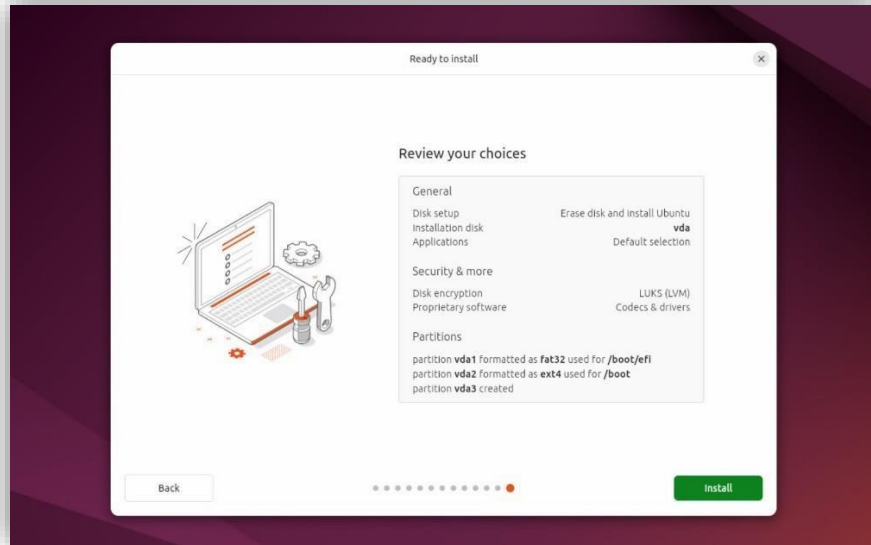 Ready to install
Review your choices
General
Disk setup Erase disk and install Ubuntu
Installation disk vda
Applications Default selection
Security & more
Disk encryption LUKS (LVM)
Proprietary software Codecs & drivers
Partitions
partition vda1 formatted as fat32 used for /boot/efi
partition vda2 formatted as ext4 used for /boot
partition vda3 created
Back
Install